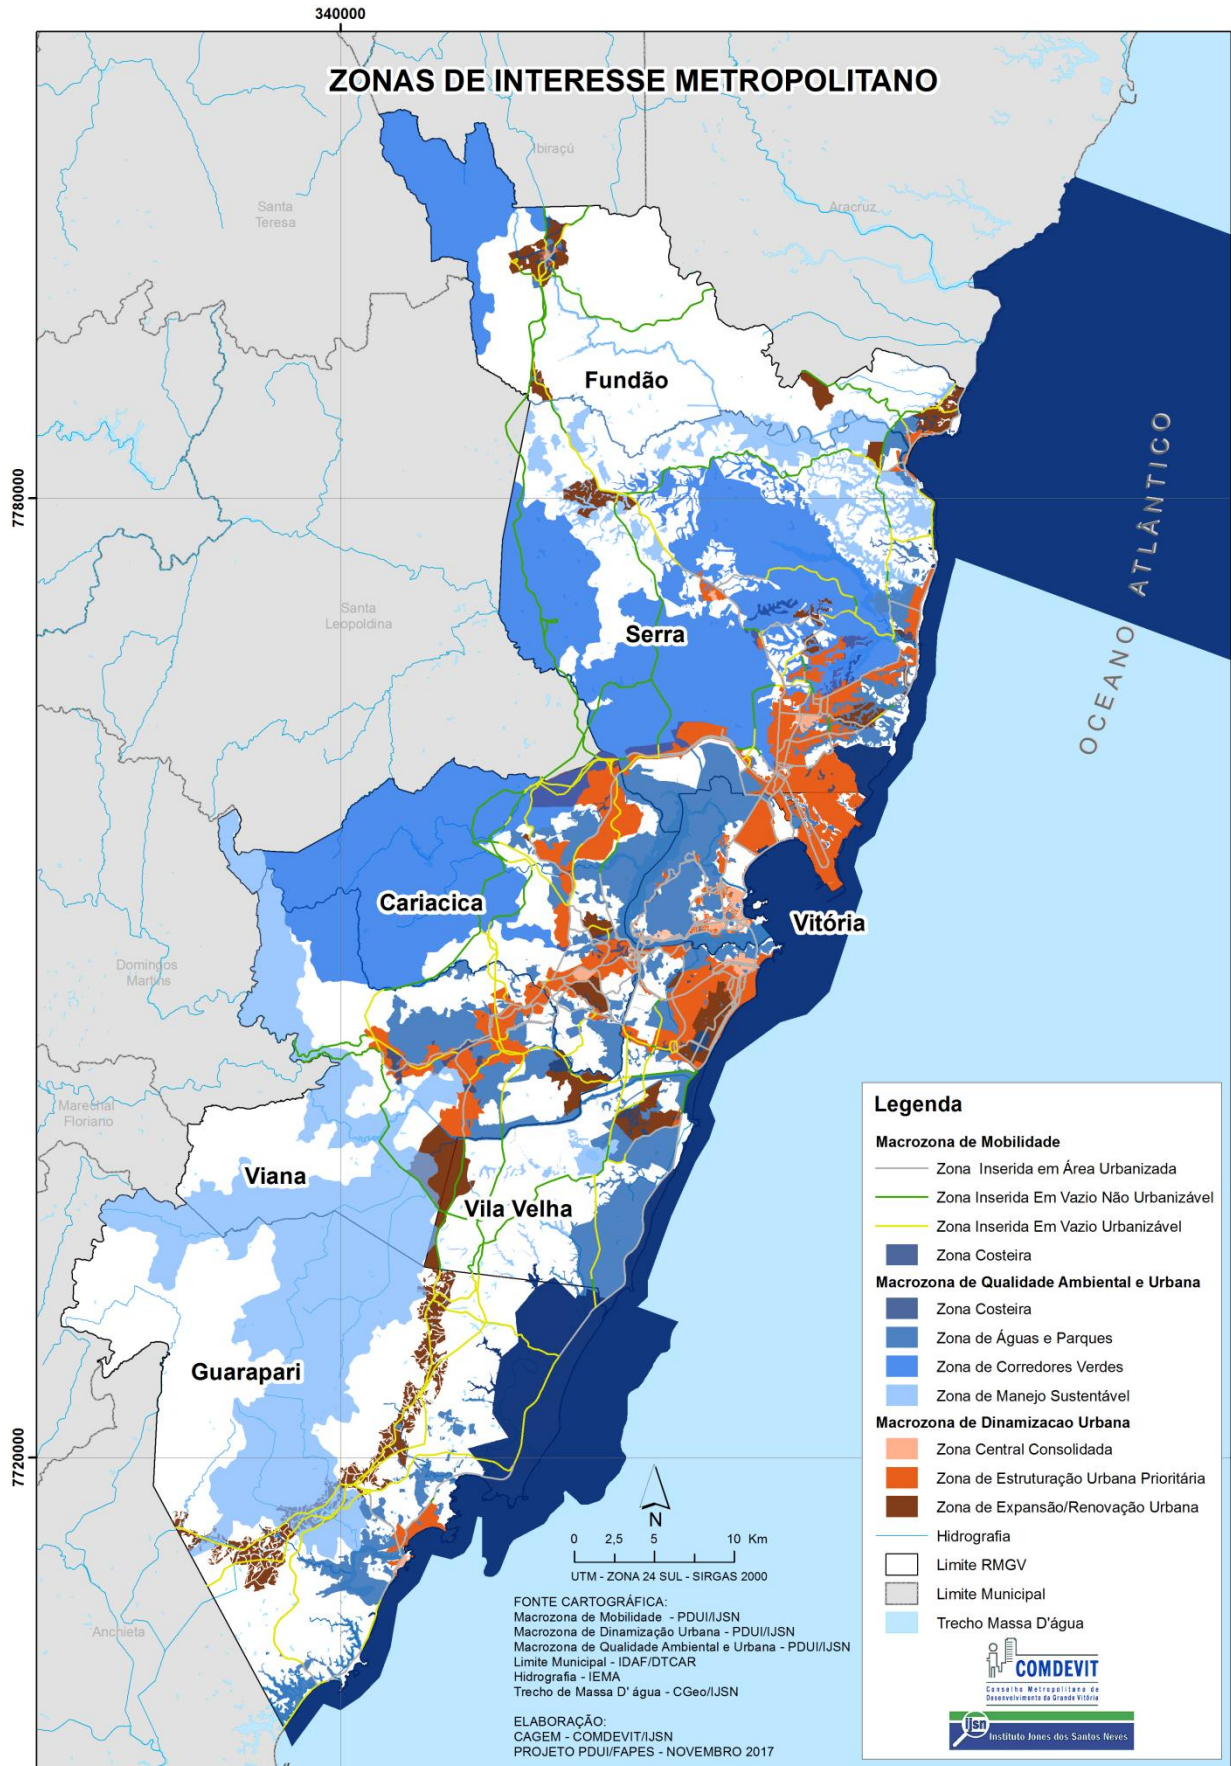 340000
ZONAS DE INTERESSE METROPOLITANO
Ibiraçú
Santa
Teresa
Aracruz
Fundão
7780000
OCEANO ATLÂNTICO
Santa
Leopoldina
Serra
Cariacica
Vitória
Domingos
Martins
Marechal
Floriano
Viana
Vila Velha
Guarapari
7720000
Anchieta
N
0 2,5 5 10 Km
UTM - ZONA 24 SUL - SIRGAS 2000
FONTE CARTOGRÁFICA:
Macrozona de Mobilidade - PDUI/IJSN
Macrozona de Dinamização Urbana - PDUI/IJSN
Macrozona de Qualidade Ambiental e Urbana - PDUI/IJSN
Limite Municipal - IDAF/DTCAR
Hidrografia - IEMA
Trecho de Massa D' água - CGeo/IJSN
ELABORAÇÃO:
CAGEM - COMDEVIT/IJSN
PROJETO PDUI/FAPES - NOVEMBRO 2017
Legenda
Macrozona de Mobilidade
Zona Inserida em Área Urbanizada
Zona Inserida Em Vazio Não Urbanizável
Zona Inserida Em Vazio Urbanizável
Zona Costeira
Macrozona de Qualidade Ambiental e Urbana
Zona Costeira
Zona de Águas e Parques
Zona de Corredores Verdes
Zona de Manejo Sustentável
Macrozona de Dinamizacao Urbana
Zona Central Consolidada
Zona de Estruturação Urbana Prioritária
Zona de Expansão/Renovação Urbana
Hidrografia
Limite RMGV
Limite Municipal
Trecho Massa D'água
COMDEVIT
Conselho Metropolitano de
Desenvolvimento da Grande Vitória
ijsn
Instituto Jones dos Santos Neves